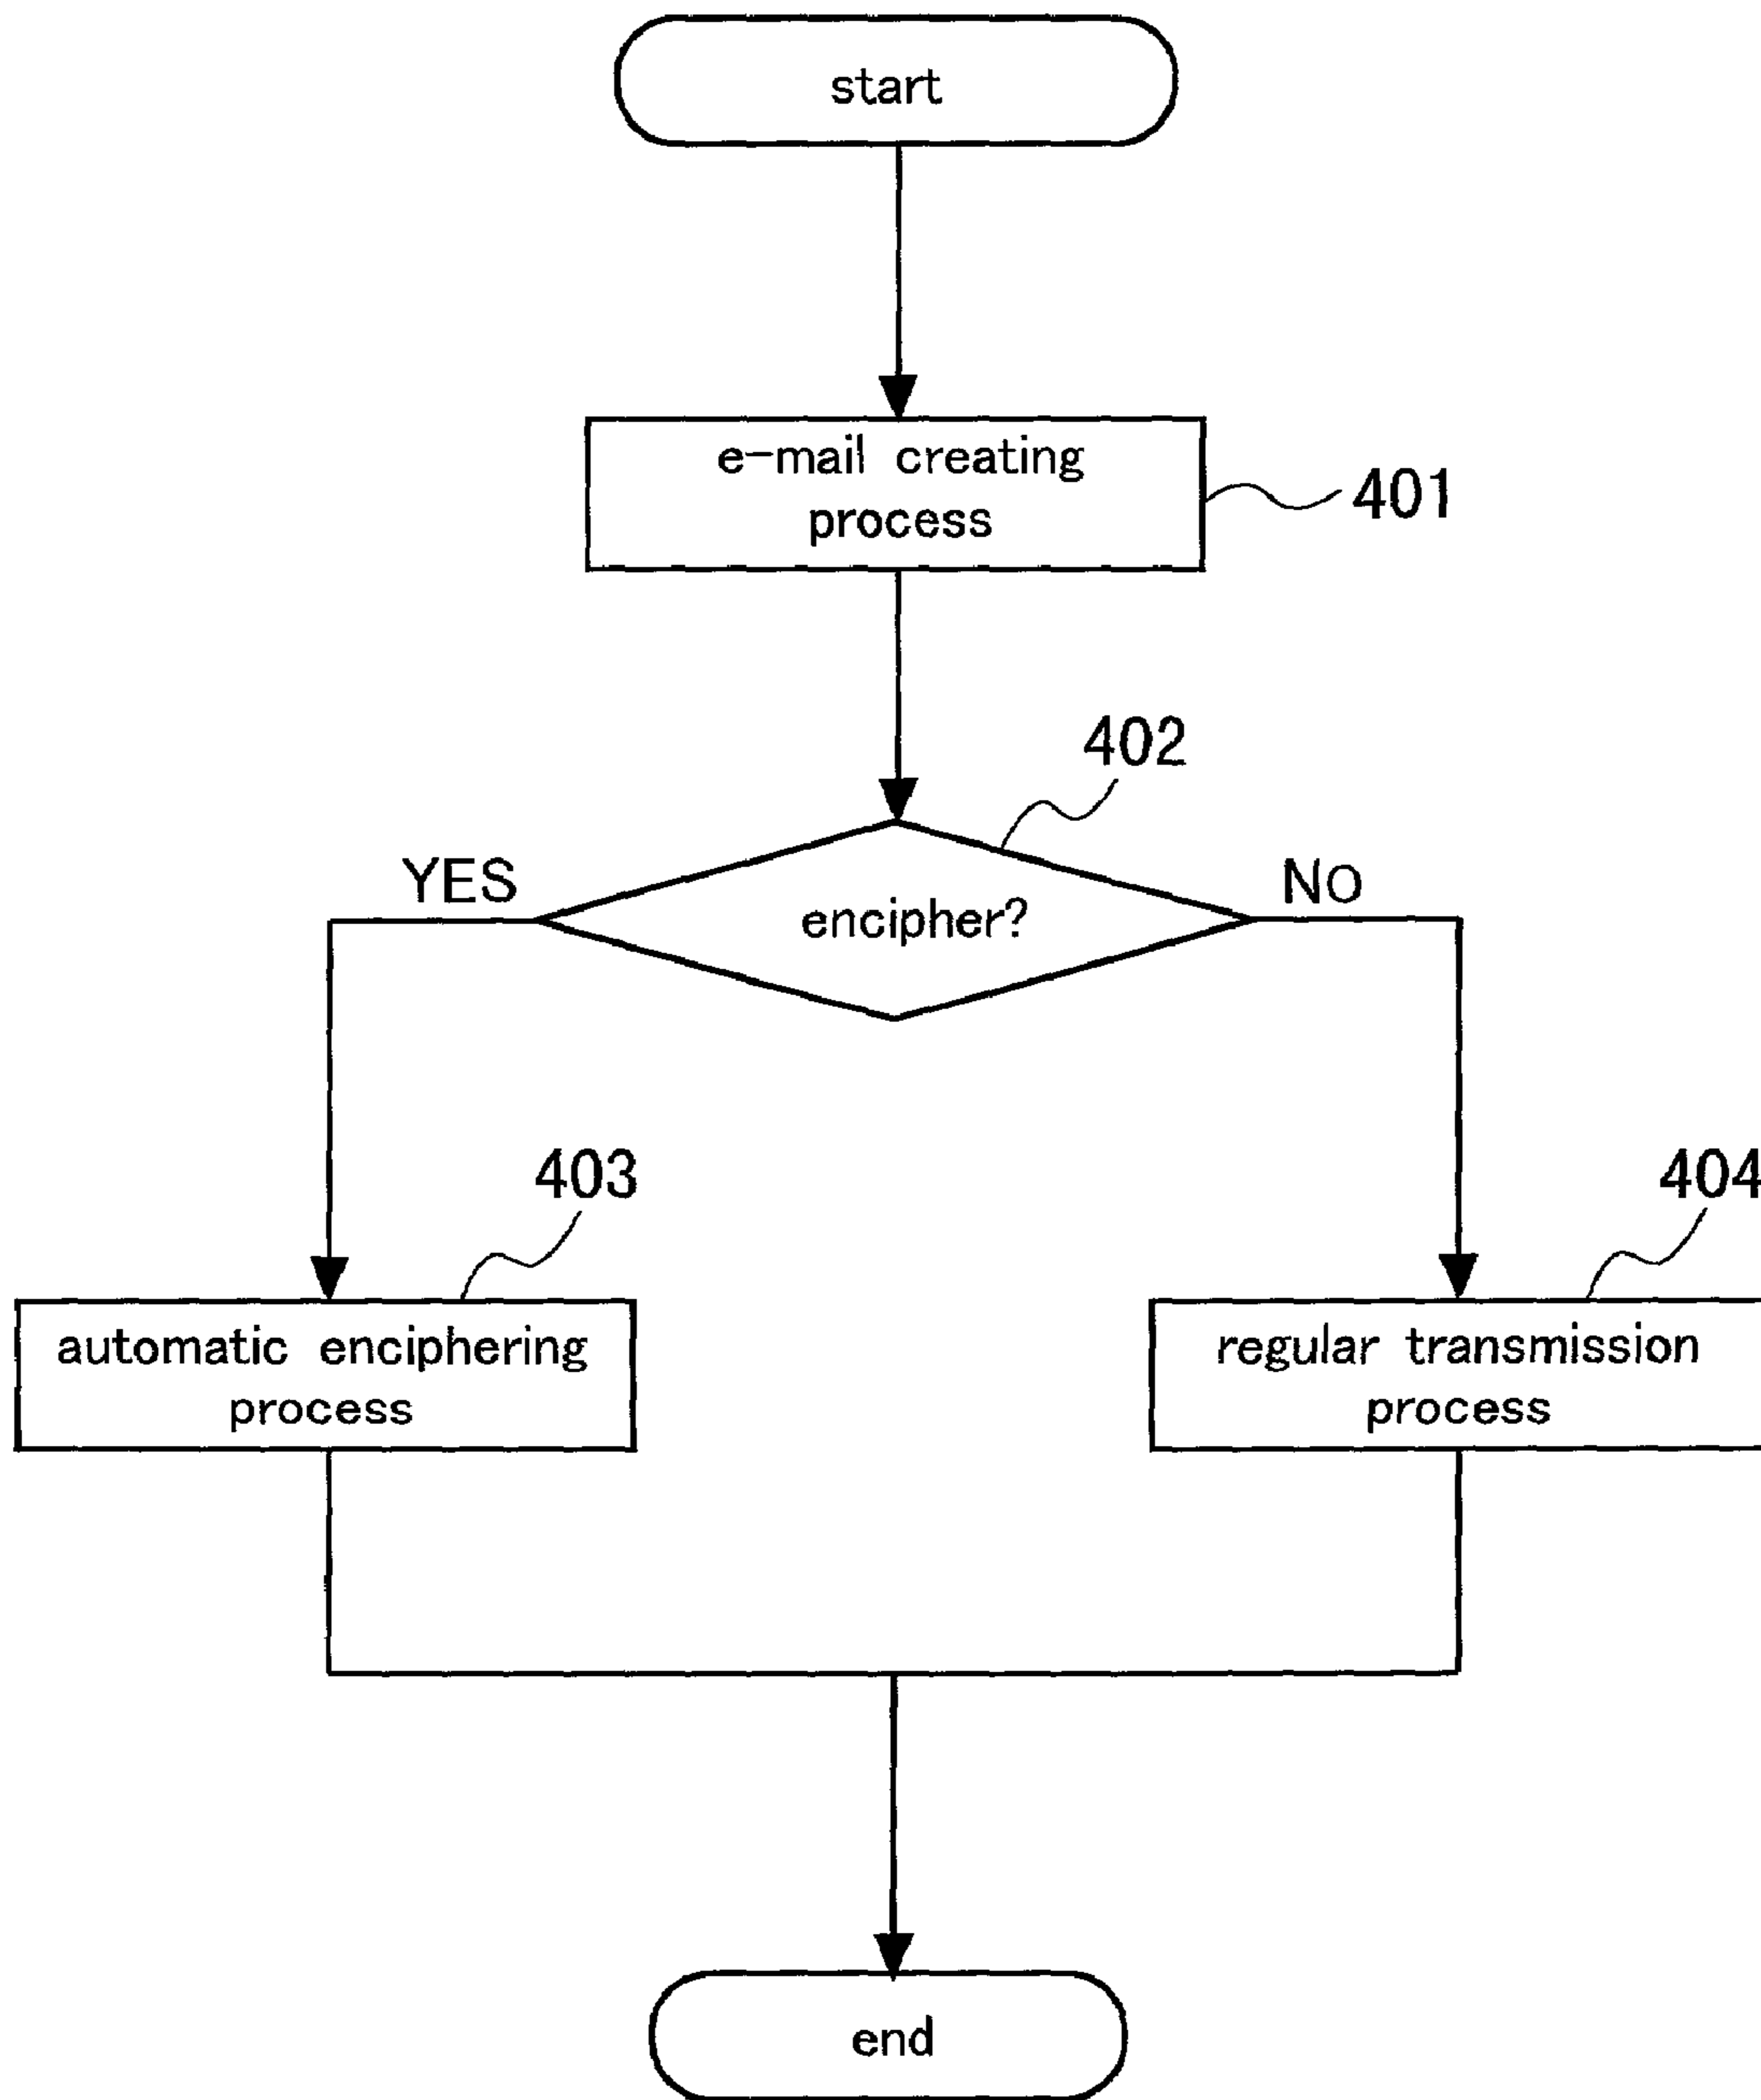 start
e-mail creating
process
401
402
YES
encipher?
NO
403
404
automatic enciphering
process
regular transmission
process
end